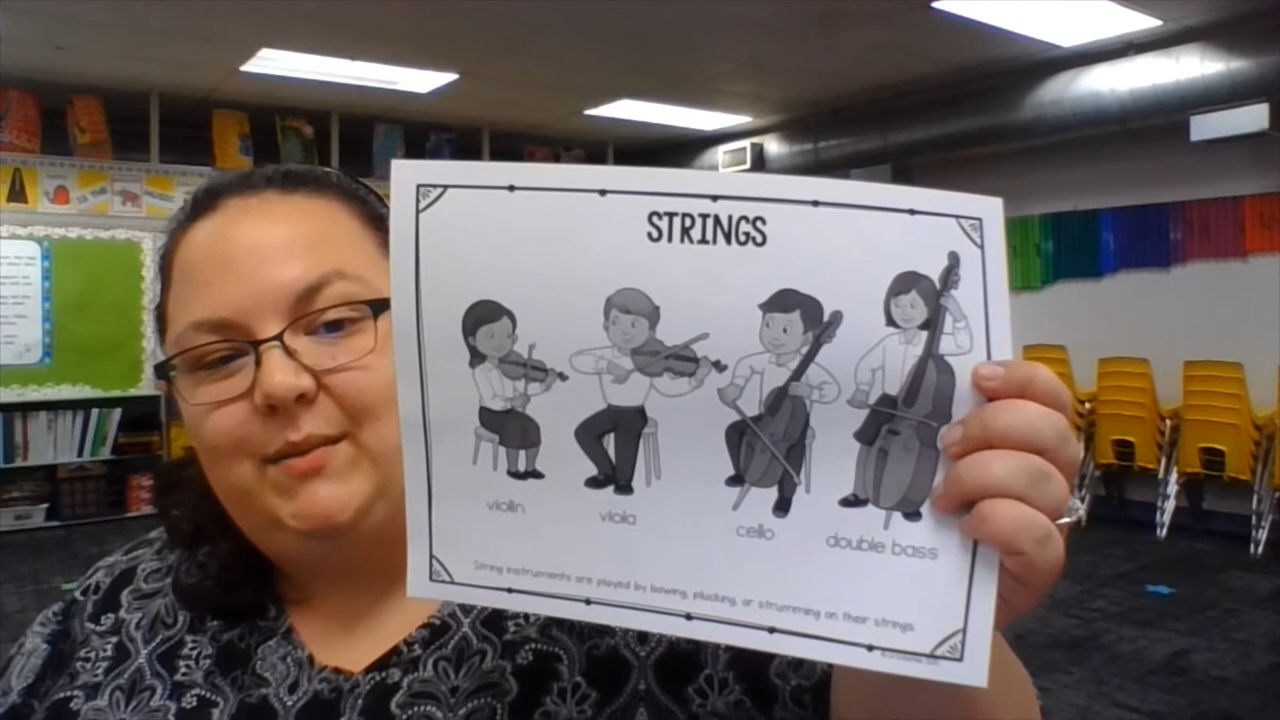 STRINGS
violin
viola
cello
double bass
String instruments are played by bowing, plucking, or strumming on their strings.